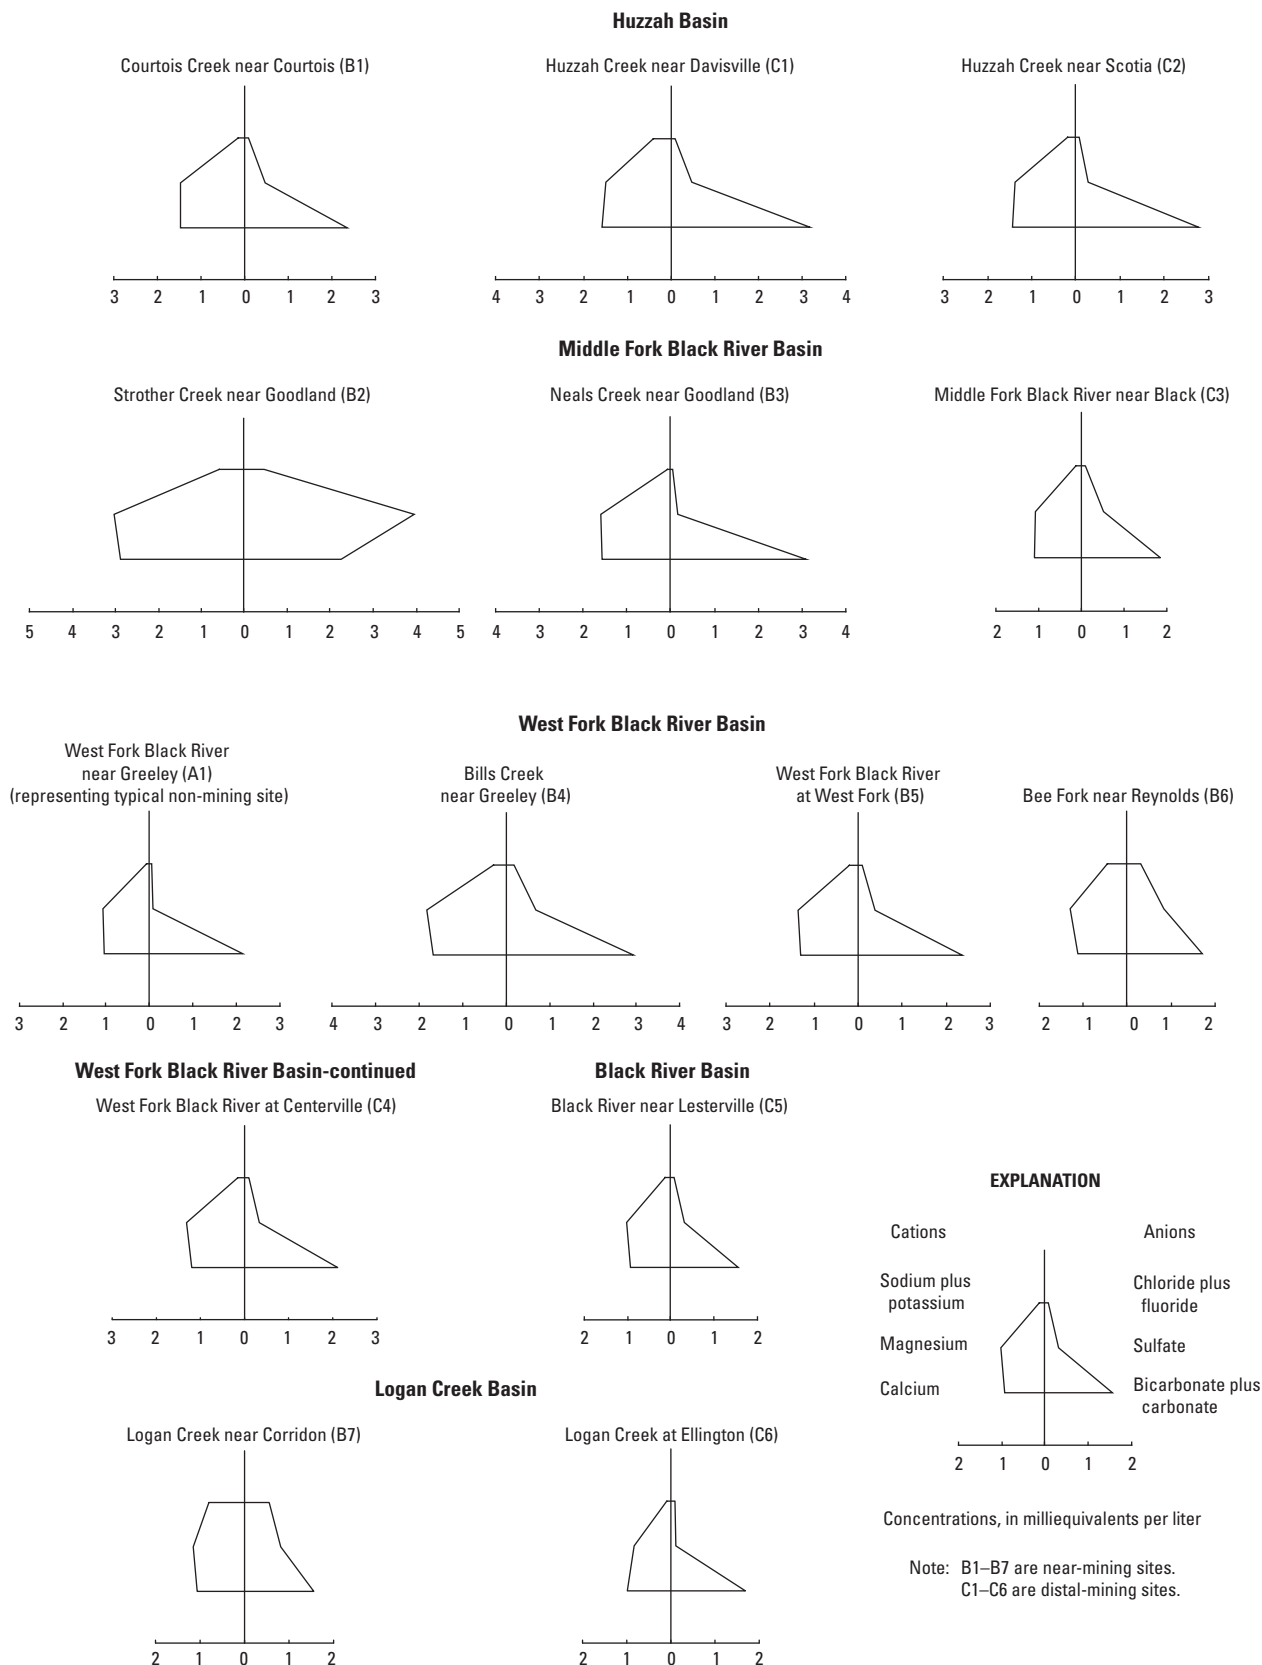 Huzzah Basin
Courtois Creek near Courtois (B1)
Huzzah Creek near Davisville (C1)
Huzzah Creek near Scotia (C2)
3 2 1 0 1 2 3
4 3 2 1 0 1 2 3 4
3 2 1 0 1 2 3
Middle Fork Black River Basin
Strother Creek near Goodland (B2)
Neals Creek near Goodland (B3)
Middle Fork Black River near Black (C3)
5 4 3 2 1 0 1 2 3 4 5
4 3 2 1 0 1 2 3 4
2 1 0 1 2
West Fork Black River Basin
West Fork Black River
near Greeley (A1)
(representing typical non-mining site)
Bills Creek
near Greeley (B4)
West Fork Black River
at West Fork (B5)
Bee Fork near Reynolds (B6)
3 2 1 0 1 2 3
4 3 2 1 0 1 2 3 4
3 2 1 0 1 2 3
2 1 0 1 2
West Fork Black River Basin-continued
West Fork Black River at Centerville (C4)
3 2 1 0 1 2 3
Black River Basin
Black River near Lesterville (C5)
2 1 0 1 2
Logan Creek Basin
Logan Creek near Corridon (B7)
Logan Creek at Ellington (C6)
2 1 0 1 2
2 1 0 1 2
EXPLANATION
Cations
Anions
Sodium plus
potassium
Chloride plus
fluoride
Magnesium
Sulfate
Calcium
Bicarbonate plus
carbonate
2 1 0 1 2
Concentrations, in milliequivalents per liter
Note: B1–B7 are near-mining sites.
C1–C6 are distal-mining sites.